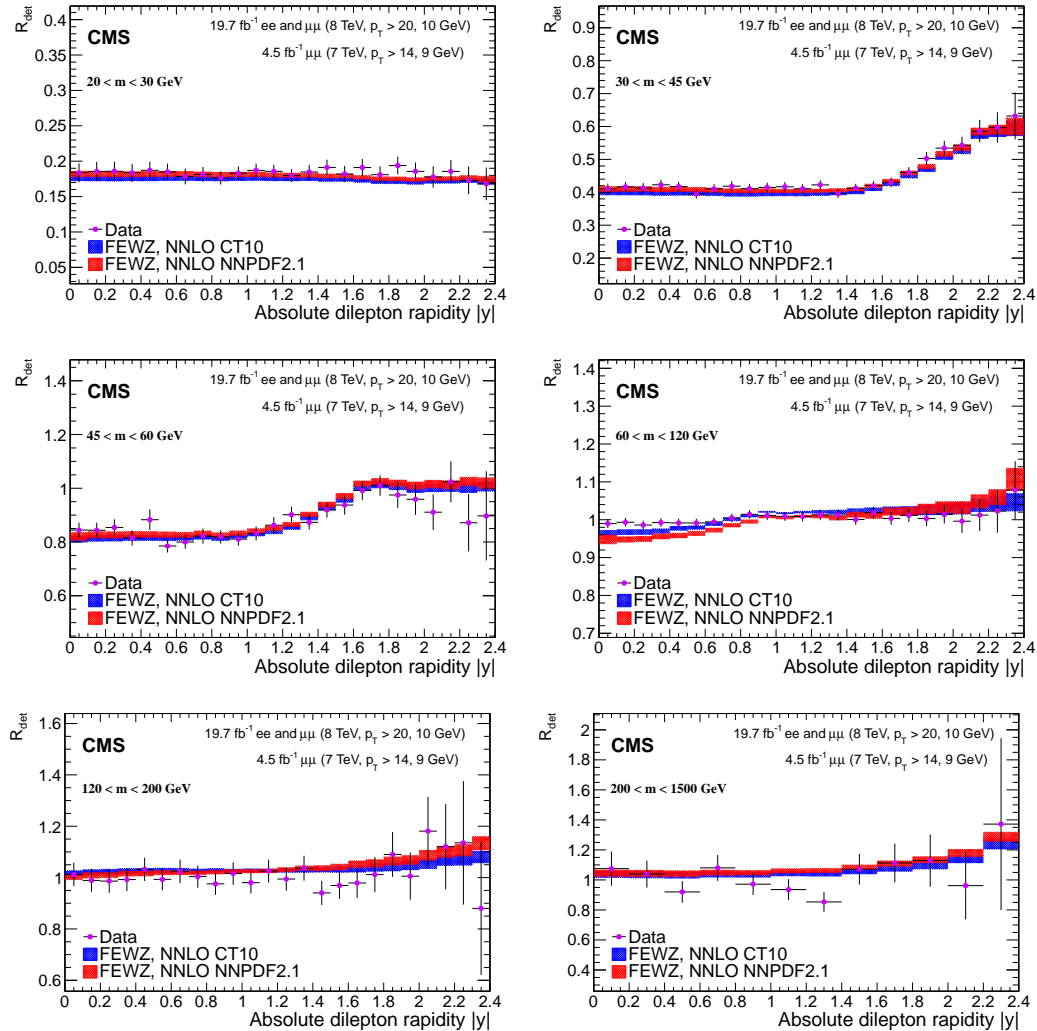 R_det
0.4
0.35
0.3
0.25
0.2
0.15
0.1
0.05
CMS
19.7 fb⁻¹ ee and μμ (8 TeV, p_T > 20, 10 GeV)
4.5 fb⁻¹ μμ (7 TeV, p_T > 14, 9 GeV)
20 < m < 30 GeV
Data
FEWZ, NNLO CT10
FEWZ, NNLO NNPDF2.1
0 0.2 0.4 0.6 0.8 1 1.2 1.4 1.6 1.8 2 2.2 2.4
Absolute dilepton rapidity |y|
R_det
0.9
0.8
0.7
0.6
0.5
0.4
0.3
0.2
0.1
CMS
19.7 fb⁻¹ ee and μμ (8 TeV, p_T > 20, 10 GeV)
4.5 fb⁻¹ μμ (7 TeV, p_T > 14, 9 GeV)
30 < m < 45 GeV
Data
FEWZ, NNLO CT10
FEWZ, NNLO NNPDF2.1
0 0.2 0.4 0.6 0.8 1 1.2 1.4 1.6 1.8 2 2.2 2.4
Absolute dilepton rapidity |y|
R_det
1.4
1.2
1.0
0.8
0.6
CMS
19.7 fb⁻¹ ee and μμ (8 TeV, p_T > 20, 10 GeV)
4.5 fb⁻¹ μμ (7 TeV, p_T > 14, 9 GeV)
45 < m < 60 GeV
Data
FEWZ, NNLO CT10
FEWZ, NNLO NNPDF2.1
0 0.2 0.4 0.6 0.8 1 1.2 1.4 1.6 1.8 2 2.2 2.4
Absolute dilepton rapidity |y|
R_det
1.4
1.3
1.2
1.1
1.0
0.9
0.8
0.7
CMS
19.7 fb⁻¹ ee and μμ (8 TeV, p_T > 20, 10 GeV)
4.5 fb⁻¹ μμ (7 TeV, p_T > 14, 9 GeV)
60 < m < 120 GeV
Data
FEWZ, NNLO CT10
FEWZ, NNLO NNPDF2.1
0 0.2 0.4 0.6 0.8 1 1.2 1.4 1.6 1.8 2 2.2 2.4
Absolute dilepton rapidity |y|
R_det
1.6
1.4
1.2
1.0
0.8
0.6
CMS
19.7 fb⁻¹ ee and μμ (8 TeV, p_T > 20, 10 GeV)
4.5 fb⁻¹ μμ (7 TeV, p_T > 14, 9 GeV)
120 < m < 200 GeV
Data
FEWZ, NNLO CT10
FEWZ, NNLO NNPDF2.1
0 0.2 0.4 0.6 0.8 1 1.2 1.4 1.6 1.8 2 2.2 2.4
Absolute dilepton rapidity |y|
R_det
2
1.8
1.6
1.4
1.2
1.0
0.8
0.6
0.4
CMS
19.7 fb⁻¹ ee and μμ (8 TeV, p_T > 20, 10 GeV)
4.5 fb⁻¹ μμ (7 TeV, p_T > 14, 9 GeV)
200 < m < 1500 GeV
Data
FEWZ, NNLO CT10
FEWZ, NNLO NNPDF2.1
0 0.2 0.4 0.6 0.8 1 1.2 1.4 1.6 1.8 2 2.2 2.4
Absolute dilepton rapidity |y|